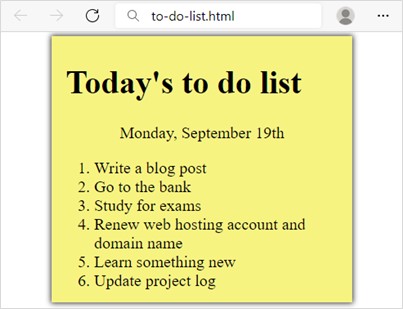 to-do-list.html
Today's to do list
Monday, September 19th
1. Write a blog post
2. Go to the bank
3. Study for exams
4. Renew web hosting account and
domain name
5. Learn something new
6. Update project log